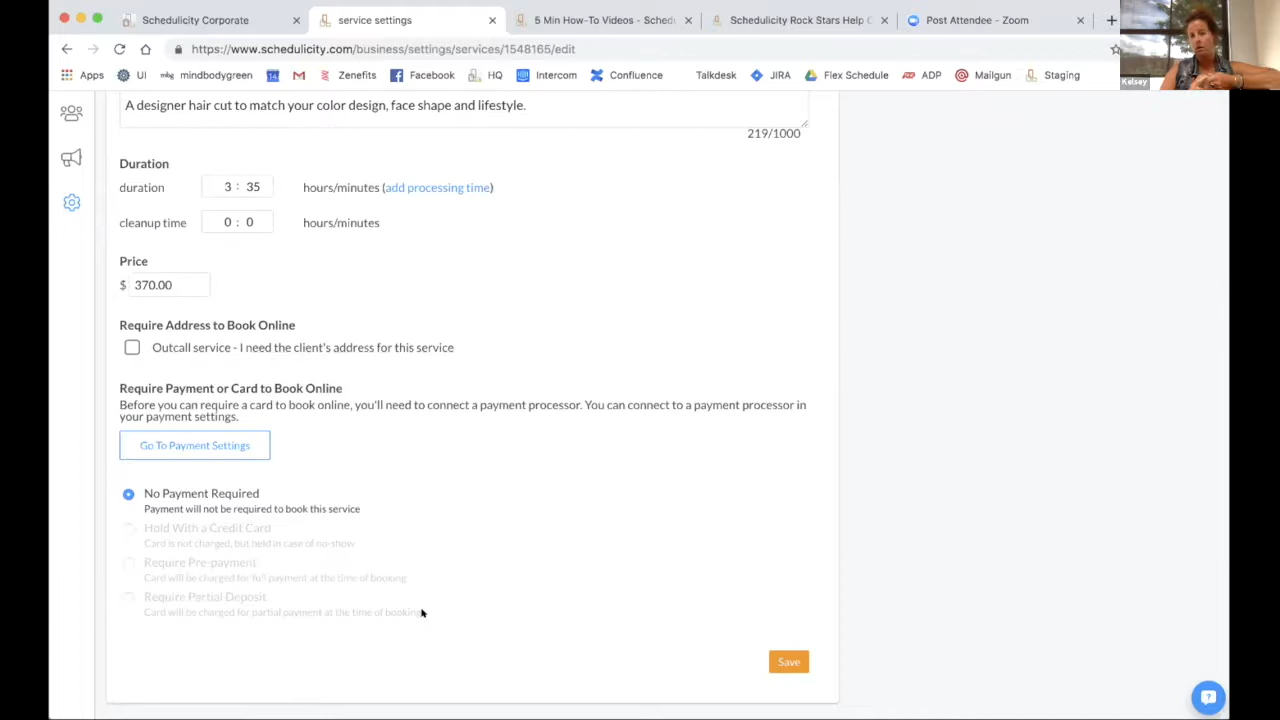 Schedulicity Corporate
service settings
5 Min How-To Videos - Schedu
Schedulicity Rock Stars Help C
Post Attendee - Zoom
https://www.schedulicity.com/business/settings/services/1548165/edit
Apps
UI
mbg mindbodygreen
14
Zenefits
Facebook
HQ
Intercom
Confluence
Talkdesk
JIRA
Flex Schedule
ADP
Mailgun
Staging
Kelsey
A designer hair cut to match your color design, face shape and lifestyle.
219/1000
Duration
duration 3 : 35 hours/minutes (add processing time)
cleanup time 0 : 0 hours/minutes
Price
$ 370.00
Require Address to Book Online
Outcall service - I need the client's address for this service
Require Payment or Card to Book Online
Before you can require a card to book online, you'll need to connect a payment processor. You can connect to a payment processor in
your payment settings.
Go To Payment Settings
No Payment Required
Payment will not be required to book this service
Hold With a Credit Card
Card is not charged, but held in case of no-show
Require Pre-payment
Card will be charged for full payment at the time of booking
Require Partial Deposit
Card will be charged for partial payment at the time of booking
Save